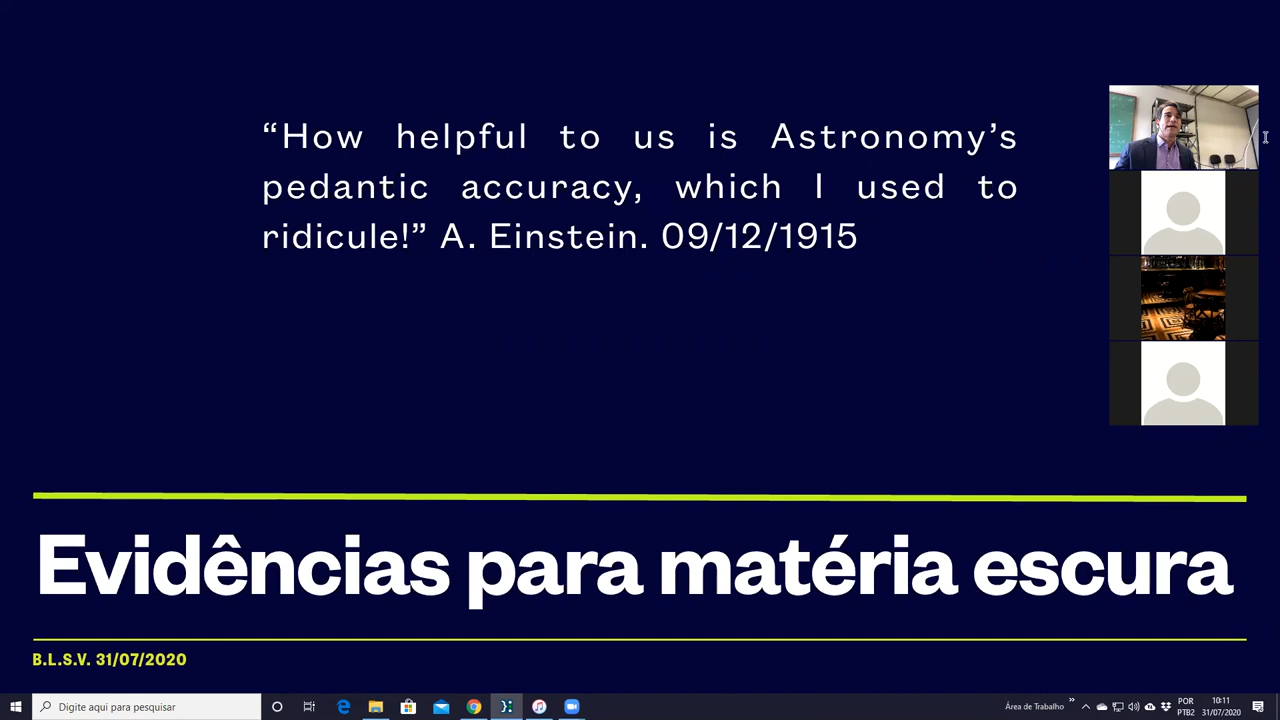 “How helpful to us is Astronomy’s
pedantic accuracy, which I used to
ridicule!” A. Einstein. 09/12/1915
Evidências para matéria escura
B.L.S.V. 31/07/2020
Digite aqui para pesquisar
Área de Trabalho
POR
PTB2
10:11
31/07/2020